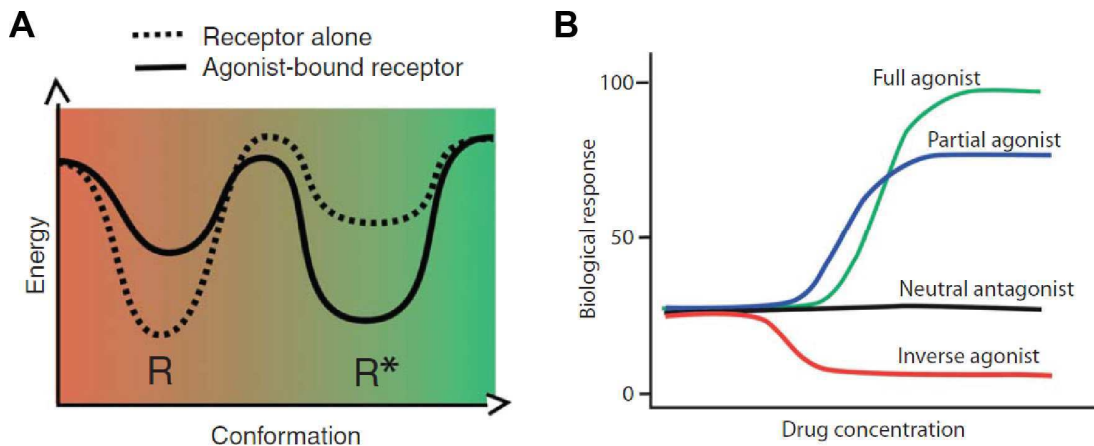 A
Receptor alone
Agonist-bound receptor
Energy
R
R*
Conformation
B
Biological response
100
50
0
Full agonist
Partial agonist
Neutral antagonist
Inverse agonist
Drug concentration